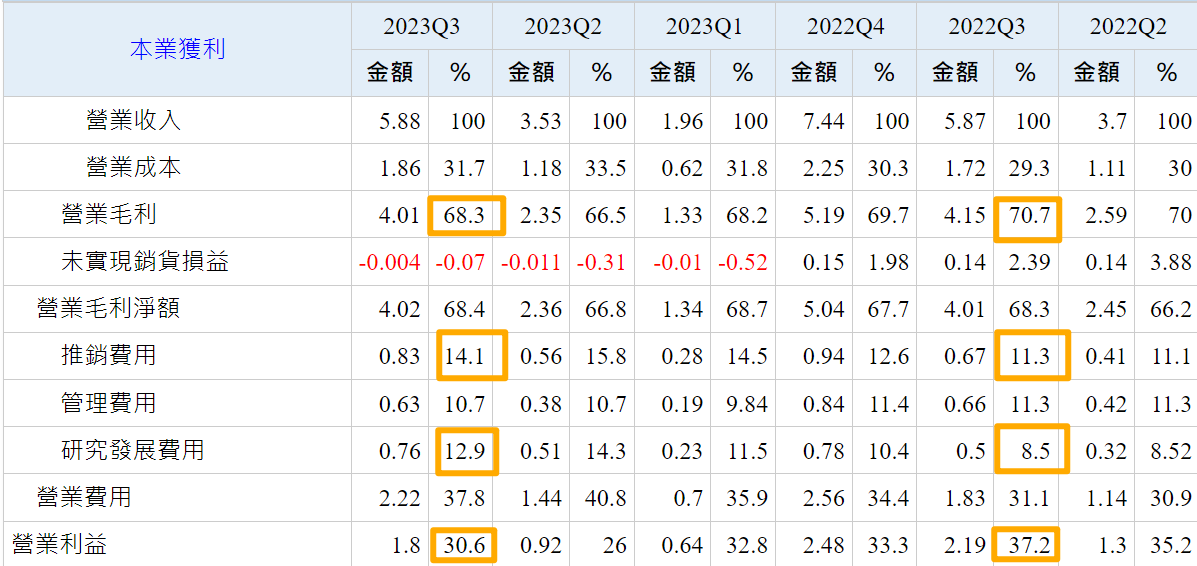 本業獲利 2023Q3 2023Q2 2023Q1 2022Q4 2022Q3 2022Q2
金額 % 金額 % 金額 % 金額 % 金額 % 金額 %
營業收入 5.88 100 3.53 100 1.96 100 7.44 100 5.87 100 3.7 100
營業成本 1.86 31.7 1.18 33.5 0.62 31.8 2.25 30.3 1.72 29.3 1.11 30
營業毛利 4.01 68.3 2.35 66.5 1.33 68.2 5.19 69.7 4.15 70.7 2.59 70
未實現銷貨損益 -0.004 -0.07 -0.011 -0.31 -0.01 -0.52 0.15 1.98 0.14 2.39 0.14 3.88
營業毛利淨額 4.02 68.4 2.36 66.8 1.34 68.7 5.04 67.7 4.01 68.3 2.45 66.2
推銷費用 0.83 14.1 0.56 15.8 0.28 14.5 0.94 12.6 0.67 11.3 0.41 11.1
管理費用 0.63 10.7 0.38 10.7 0.19 9.84 0.84 11.4 0.66 11.3 0.42 11.3
研究發展費用 0.76 12.9 0.51 14.3 0.23 11.5 0.78 10.4 0.5 8.5 0.32 8.52
營業費用 2.22 37.8 1.44 40.8 0.7 35.9 2.56 34.4 1.83 31.1 1.14 30.9
營業利益 1.8 30.6 0.92 26 0.64 32.8 2.48 33.3 2.19 37.2 1.3 35.2